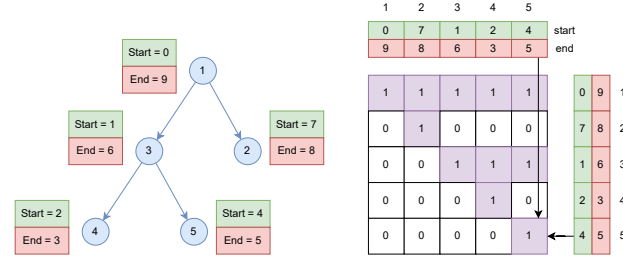 Start = 0
End = 9
1
Start = 1
End = 6
3
2
Start = 7
End = 8
Start = 2
End = 3
4
5
Start = 4
End = 5
1 2 3 4 5
0 7 1 2 4 start
9 8 6 3 5 end
1 1 1 1 1 0 9 1
0 1 0 0 0 7 8 2
0 0 1 1 1 1 6 3
0 0 0 1 0 2 3 4
0 0 0 0 1 4 5 5